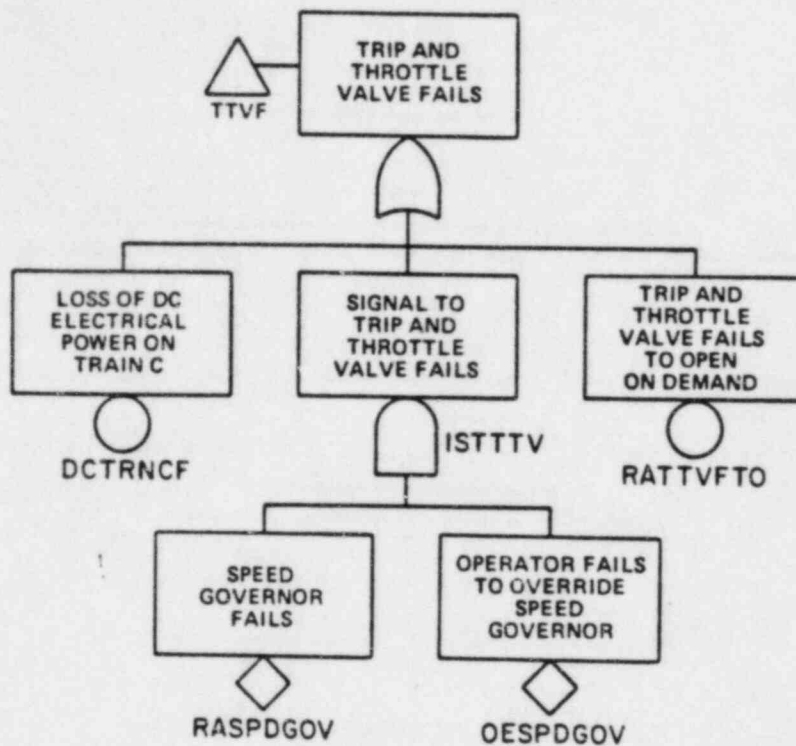 TRIP AND
THROTTLE
VALVE FAILS
TTVF
LOSS OF DC
ELECTRICAL
POWER ON
TRAIN C
DCTRNCF
SIGNAL TO
TRIP AND
THROTTLE
VALVE FAILS
ISTTTV
TRIP AND
THROTTLE
VALVE FAILS
TO OPEN
ON DEMAND
RATTVFTO
SPEED
GOVERNOR
FAILS
RASPDGOV
OPERATOR FAILS
TO OVERRIDE
SPEED
GOVERNOR
OESPDGOV